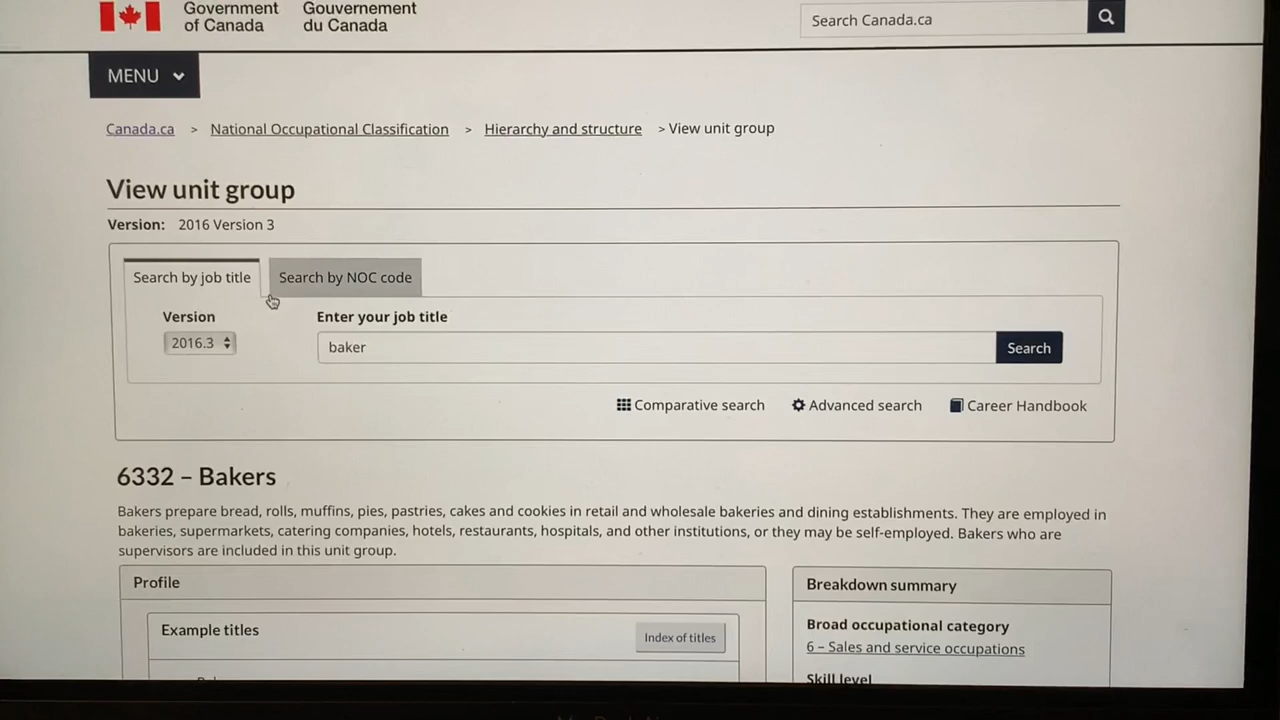 Government of Canada
Gouvernement du Canada
Search Canada.ca
MENU
Canada.ca > National Occupational Classification > Hierarchy and structure > View unit group
View unit group
Version: 2016 Version 3
Search by job title
Search by NOC code
Version
Enter your job title
2016.3
baker
Search
Comparative search
Advanced search
Career Handbook
6332 – Bakers
Bakers prepare bread, rolls, muffins, pies, pastries, cakes and cookies in retail and wholesale bakeries and dining establishments. They are employed in
bakeries, supermarkets, catering companies, hotels, restaurants, hospitals, and other institutions, or they may be self-employed. Bakers who are
supervisors are included in this unit group.
Profile
Breakdown summary
Example titles
Index of titles
Broad occupational category
6 – Sales and service occupations
Skill level